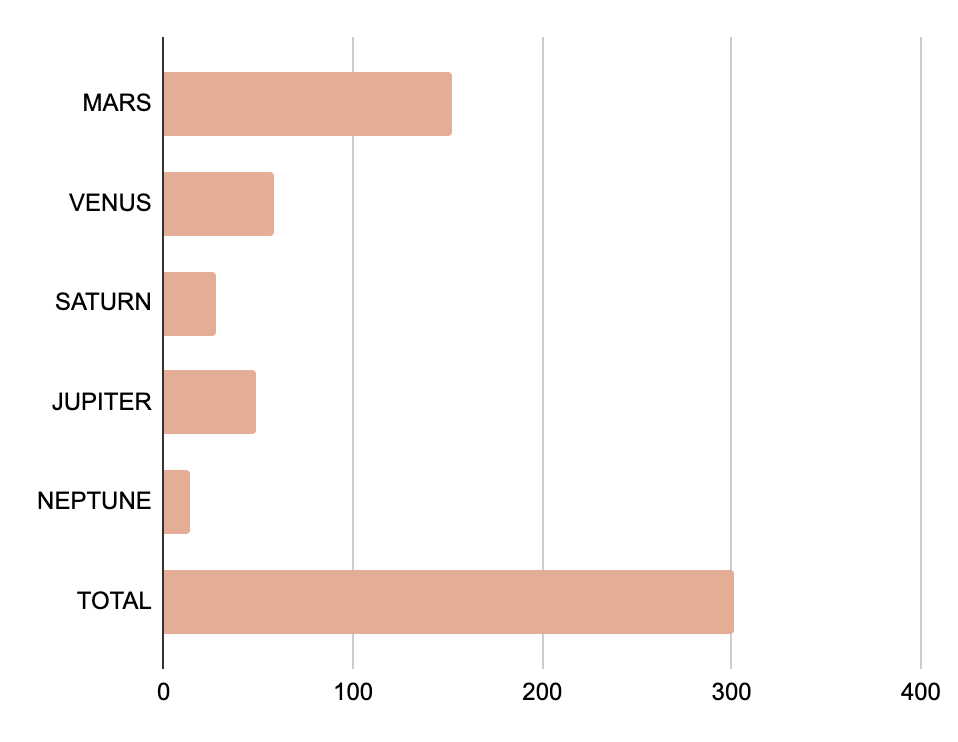 MARS
VENUS
SATURN
JUPITER
NEPTUNE
TOTAL
0 100 200 300 400